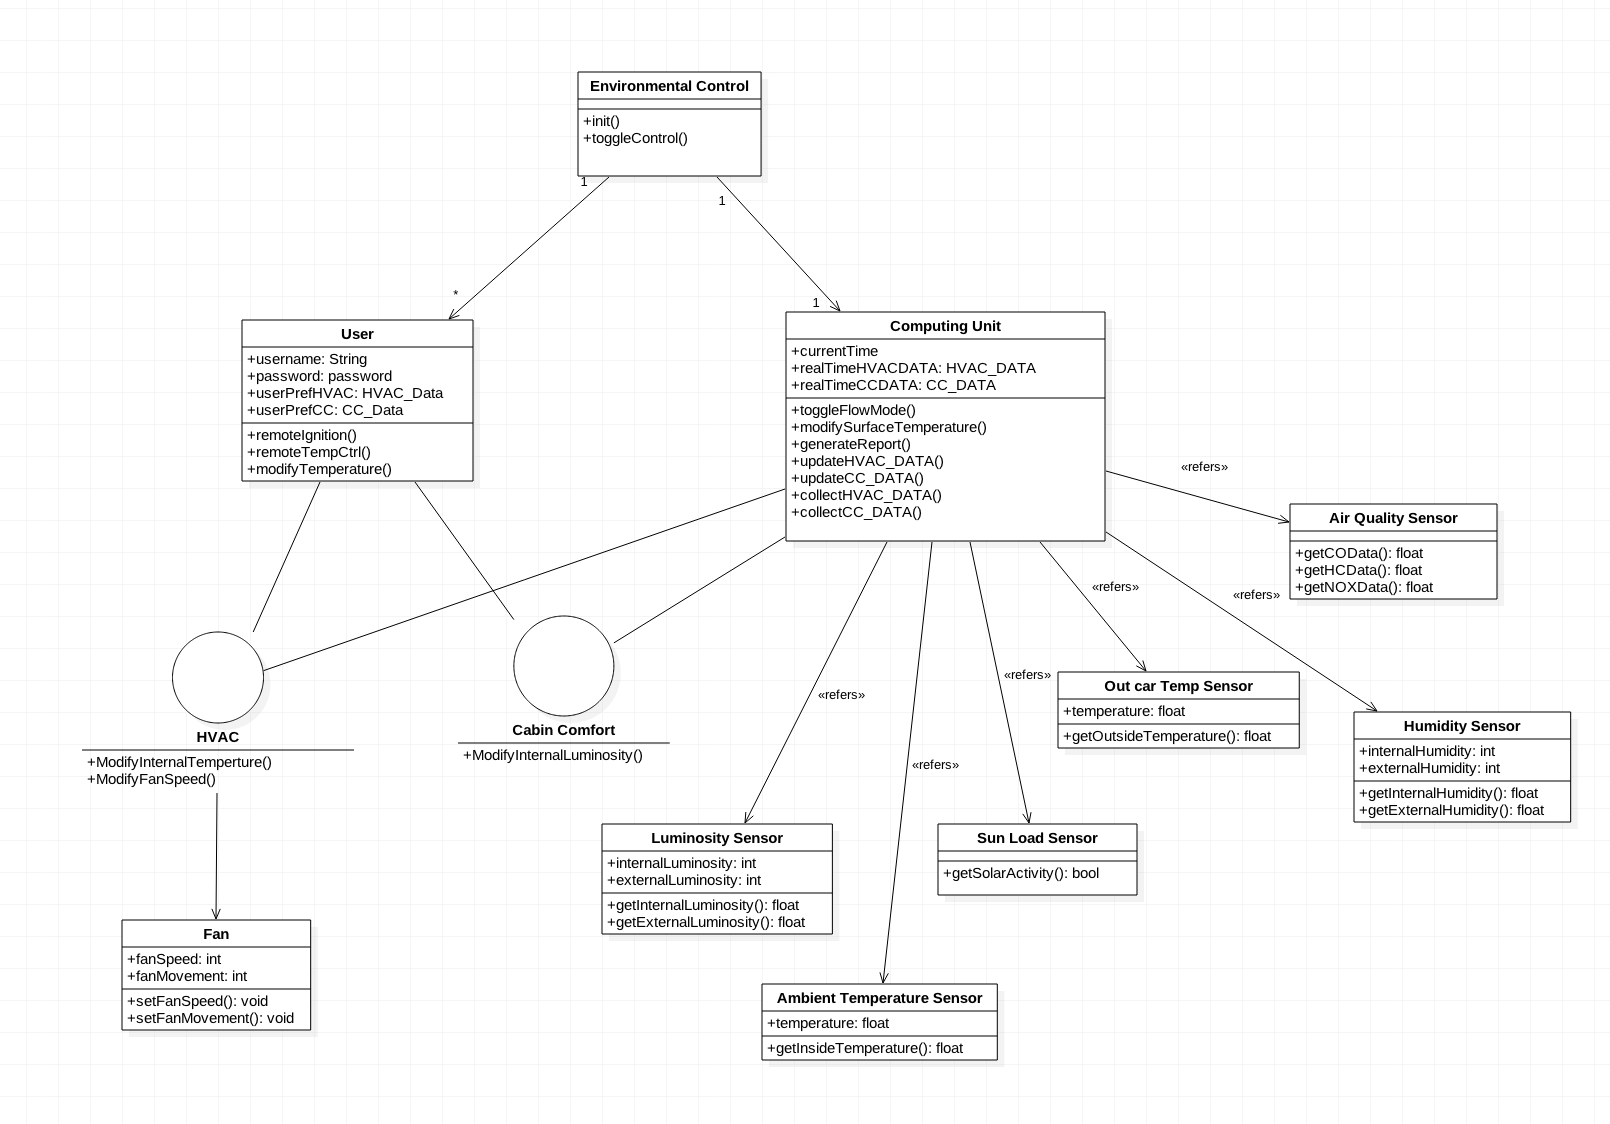 Environmental Control
+init()
+toggleControl()
1
1
*
1
User
+username: String
+password: password
+userPrefHVAC: HVAC_Data
+userPrefCC: CC_Data
+remoteIgnition()
+remoteTempCtrl()
+modifyTemperature()
Computing Unit
+currentTime
+realTimeHVACDATA: HVAC_DATA
+realTimeCCDATA: CC_DATA
+toggleFlowMode()
+modifySurfaceTemperature()
+generateReport()
+updateHVAC_DATA()
+updateCC_DATA()
+collectHVAC_DATA()
+collectCC_DATA()
«refers»
Air Quality Sensor
+getCOData(): float
+getHCData(): float
+getNOXData(): float
«refers»
«refers»
«refers»
«refers»
«refers»
HVAC
+ModifyInternalTemperture()
+ModifyFanSpeed()
Cabin Comfort
+ModifyInternalLuminosity()
Out car Temp Sensor
+temperature: float
+getOutsideTemperature(): float
Humidity Sensor
+internalHumidity: int
+externalHumidity: int
+getInternalHumidity(): float
+getExternalHumidity(): float
Luminosity Sensor
+internalLuminosity: int
+externalLuminosity: int
+getInternalLuminosity(): float
+getExternalLuminosity(): float
Sun Load Sensor
+getSolarActivity(): bool
Fan
+fanSpeed: int
+fanMovement: int
+setFanSpeed(): void
+setFanMovement(): void
Ambient Temperature Sensor
+temperature: float
+getInsideTemperature(): float